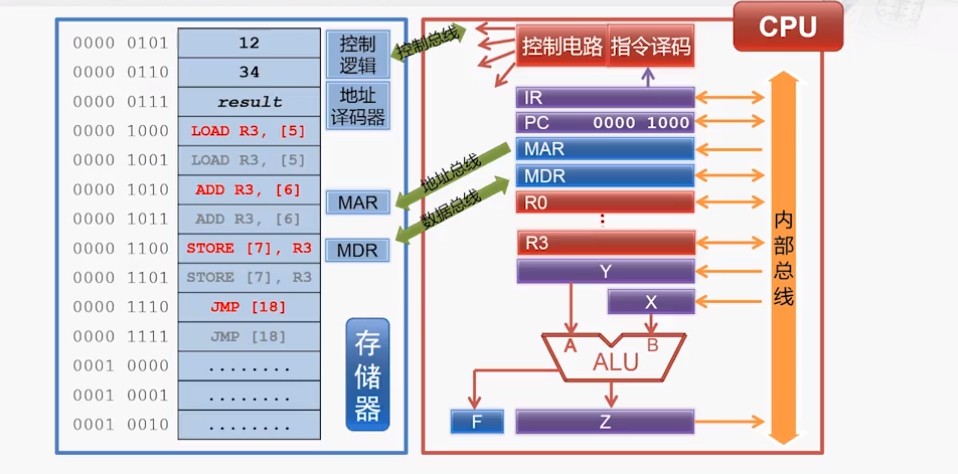 CPU
0000 0101 12
0000 0110 34
0000 0111 result
0000 1000 LOAD R3, [5]
0000 1001 LOAD R3, [5]
0000 1010 ADD R3, [6]
0000 1011 ADD R3, [6]
0000 1100 STORE [7], R3
0000 1101 STORE [7], R3
0000 1110 JMP [18]
0000 1111 JMP [18]
0001 0000 ........
0001 0001 ........
0001 0010 ........
控制
逻辑
地址
译码器
MAR
MDR
存储器
控制总线
地址总线
数据总线
控制电路 指令译码
IR
PC 0000 1000
MAR
MDR
R0
R3
Y
X
A B
ALU
F Z
内部总线